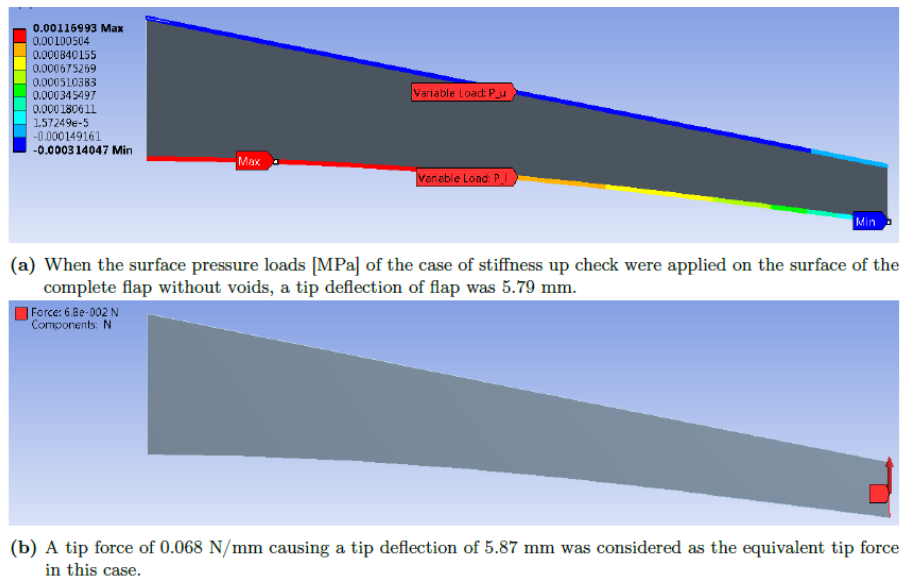 0.00116993 Max
0.00100504
0.000840155
0.000675269
0.000510383
0.000345497
0.000180611
1.57249e-5
-0.000149161
-0.000314047 Min
Variable Load: P_u
Max
Variable Load: P_l
Min
(a) When the surface pressure loads [MPa] of the case of stiffness up check were applied on the surface of the
complete flap without voids, a tip deflection of flap was 5.79 mm.
Force: 6.8e-002 N
Components: N
(b) A tip force of 0.068 N/mm causing a tip deflection of 5.87 mm was considered as the equivalent tip force
in this case.